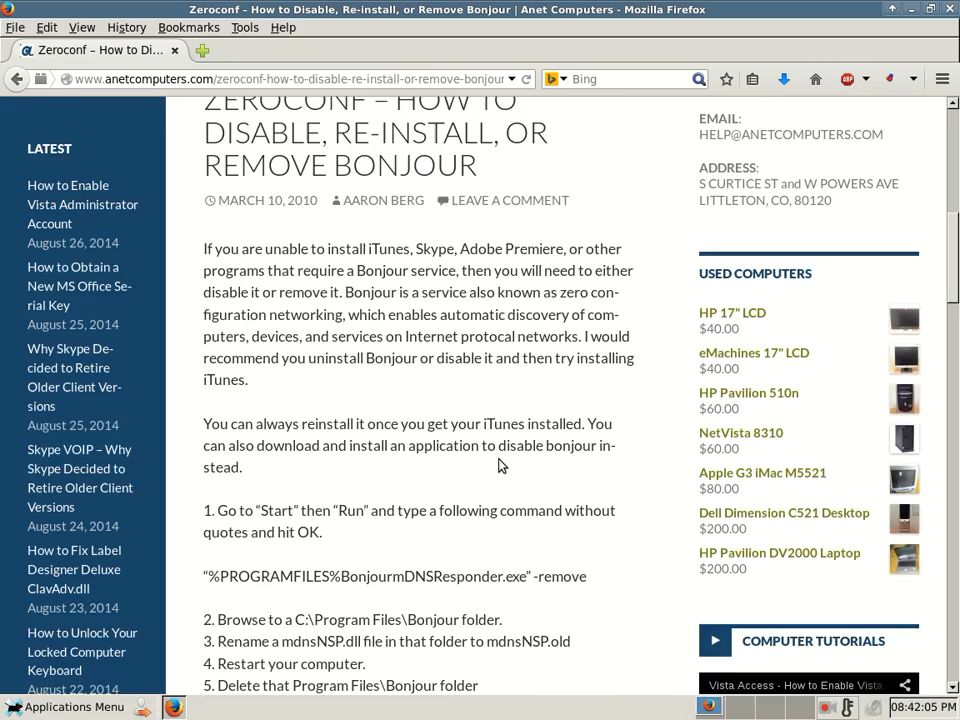 Zeroconf – How to Disable, Re-install, or Remove Bonjour | Anet Computers - Mozilla Firefox
File Edit View History Bookmarks Tools Help
Zeroconf – How to Di...
www.anetcomputers.com/zeroconf-how-to-disable-re-install-or-remove-bonjour
Bing
ABP
LATEST
How to Enable
Vista Administrator
Account
August 26, 2014
How to Obtain a
New MS Office Se-
rial Key
August 25, 2014
Why Skype De-
cided to Retire
Older Client Ver-
sions
August 25, 2014
Skype VOIP – Why
Skype Decided to
Retire Older Client
Versions
August 24, 2014
How to Fix Label
Designer Deluxe
ClavAdv.dll
August 23, 2014
How to Unlock Your
Locked Computer
Keyboard
August 22, 2014
ZEROCONF – HOW TO
DISABLE, RE-INSTALL, OR
REMOVE BONJOUR
MARCH 10, 2010 AARON BERG LEAVE A COMMENT
If you are unable to install iTunes, Skype, Adobe Premiere, or other
programs that require a Bonjour service, then you will need to either
disable it or remove it. Bonjour is a service also known as zero con-
figuration networking, which enables automatic discovery of com-
puters, devices, and services on Internet protocal networks. I would
recommend you uninstall Bonjour or disable it and then try installing
iTunes.
You can always reinstall it once you get your iTunes installed. You
can also download and install an application to disable bonjour in-
stead.
1. Go to “Start” then “Run” and type a following command without
quotes and hit OK.
“%PROGRAMFILES%BonjourmDNSResponder.exe” -remove
2. Browse to a C:\Program Files\Bonjour folder.
3. Rename a mdnsNSP.dll file in that folder to mdnsNSP.old
4. Restart your computer.
5. Delete that Program Files\Bonjour folder
EMAIL:
HELP@ANETCOMPUTERS.COM
ADDRESS:
S CURTICE ST and W POWERS AVE
LITTLETON, CO, 80120
USED COMPUTERS
HP 17" LCD
$40.00
eMachines 17" LCD
$40.00
HP Pavilion 510n
$60.00
NetVista 8310
$60.00
Apple G3 iMac M5521
$80.00
Dell Dimension C521 Desktop
$200.00
HP Pavilion DV2000 Laptop
$200.00
COMPUTER TUTORIALS
Vista Access - How to Enable Vista
Applications Menu
08:42:05 PM